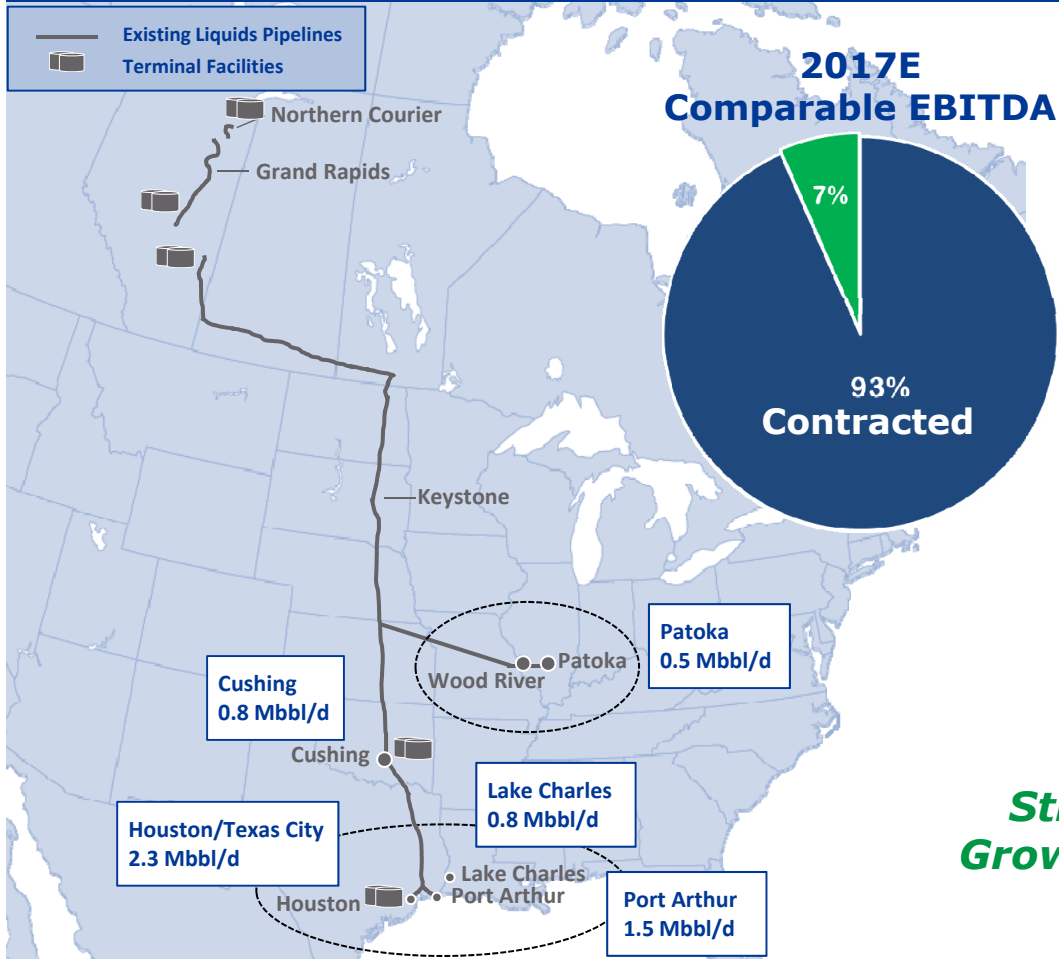 Existing Liquids Pipelines
Terminal Facilities
2017E
Comparable EBITDA
Northern Courier
Grand Rapids
7%
93%
Contracted
Keystone
Patoka
0.5 Mbbl/d
Patoka
Wood River
Cushing
0.8 Mbbl/d
Cushing
Lake Charles
0.8 Mbbl/d
Houston/Texas City
2.3 Mbbl/d
Lake Charles
Port Arthur
Houston
Port Arthur
1.5 Mbbl/d